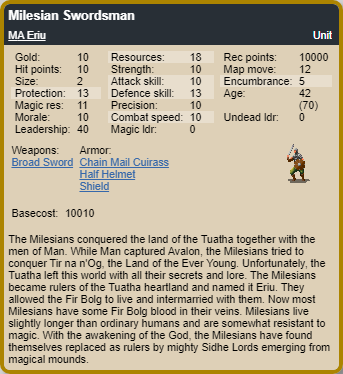 Milesian Swordsman
MA Eriu Unit
Gold: 10 Resources: 18 Rec points: 10000
Hit points: 10 Strength: 10 Map move: 12
Size: 2 Attack skill: 10 Encumbrance: 5
Protection: 13 Defence skill: 13 Age: 42
Magic res: 11 Precision: 10 (70)
Morale: 10 Combat speed: 10 Undead ldr: 0
Leadership: 40 Magic ldr: 0
Weapons: Armor:
Broad Sword Chain Mail Cuirass
Half Helmet
Shield
Basecost: 10010
The Milesians conquered the land of the Tuatha together with the
men of Man. While Man captured Avalon, the Milesians tried to
conquer Tir na n'Og, the Land of the Ever Young. Unfortunately, the
Tuatha left this world with all their secrets and lore. The Milesians
became rulers of the Tuatha heartland and named it Eriu. They
allowed the Fir Bolg to live and intermarried with them. Now most
Milesians have some Fir Bolg blood in their veins. Milesians live
slightly longer than ordinary humans and are somewhat resistant to
magic. With the awakening of the God, the Milesians have found
themselves replaced as rulers by mighty Sidhe Lords emerging from
magical mounds.